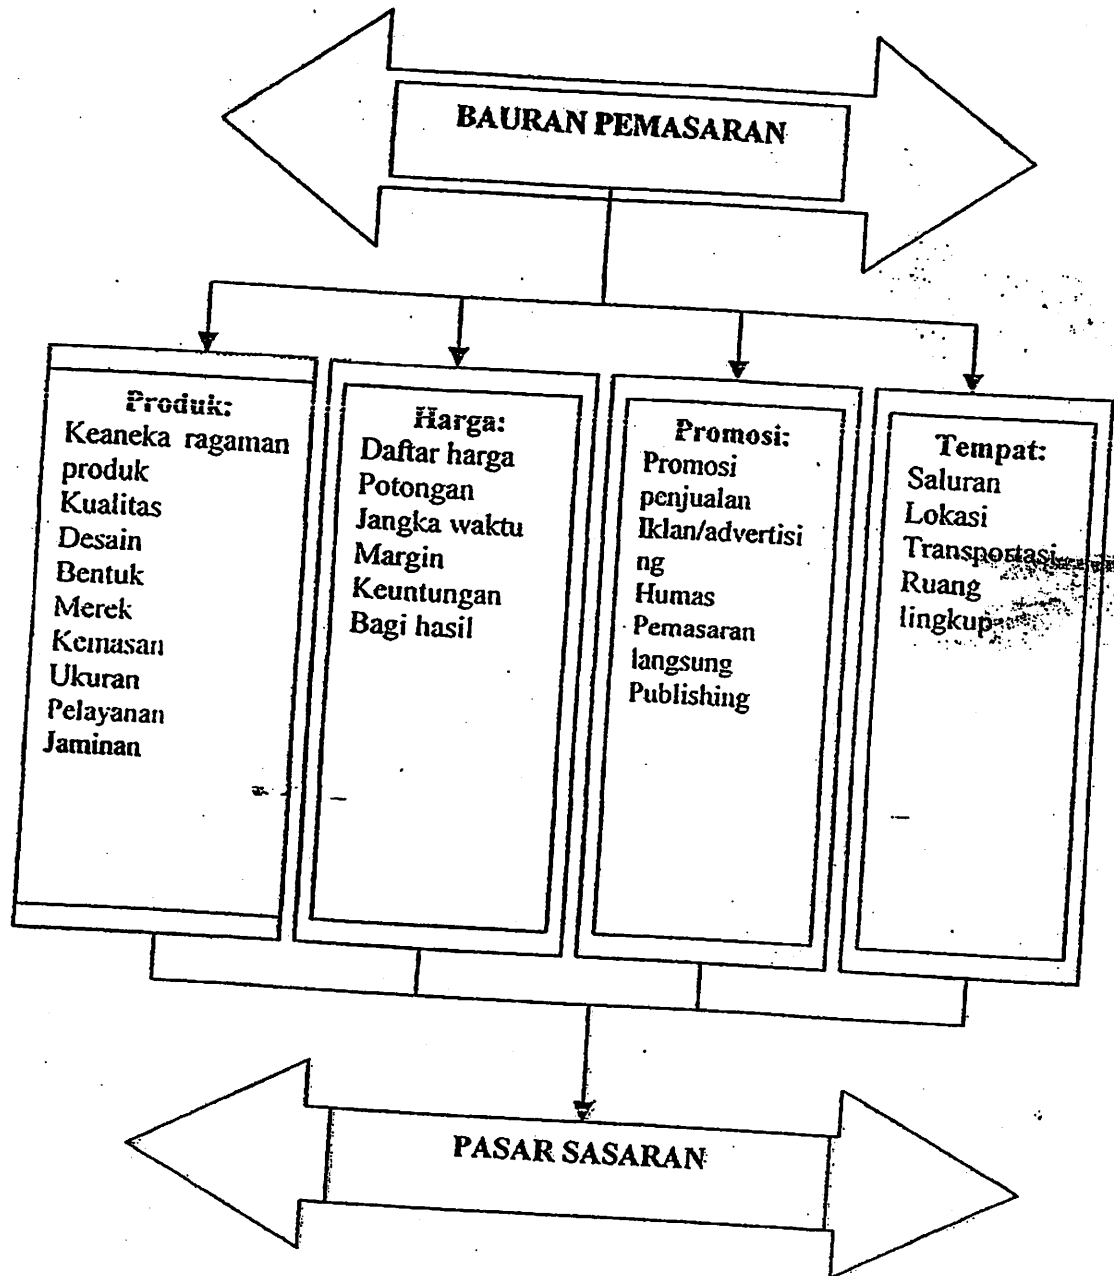 BAURAN PEMASARAN
Produk:
Keaneka ragaman
produk
Kualitas
Desain
Bentuk
Merek
Kemasan
Ukuran
Pelayanan
Jaminan
Harga:
Daftar harga
Potongan
Jangka waktu
Margin
Keuntungan
Bagi hasil
Promosi:
Promosi
penjualan
Iklan/advertisi
ng
Humas
Pemasaran
langsung
Publishing
Tempat:
Saluran
Lokasi
Transportasi
Ruang
lingkup
PASAR SASARAN